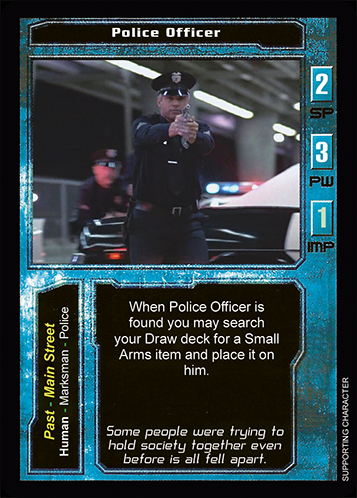 Police Officer
2
SP
3
PW
1
IMP
Past - Main Street
Human - Marksman - Police
When Police Officer is
found you may search
your Draw deck for a Small
Arms item and place it on
him.
Some people were trying to
hold society together even
before is all fell apart.
SUPPORTING CHARACTER